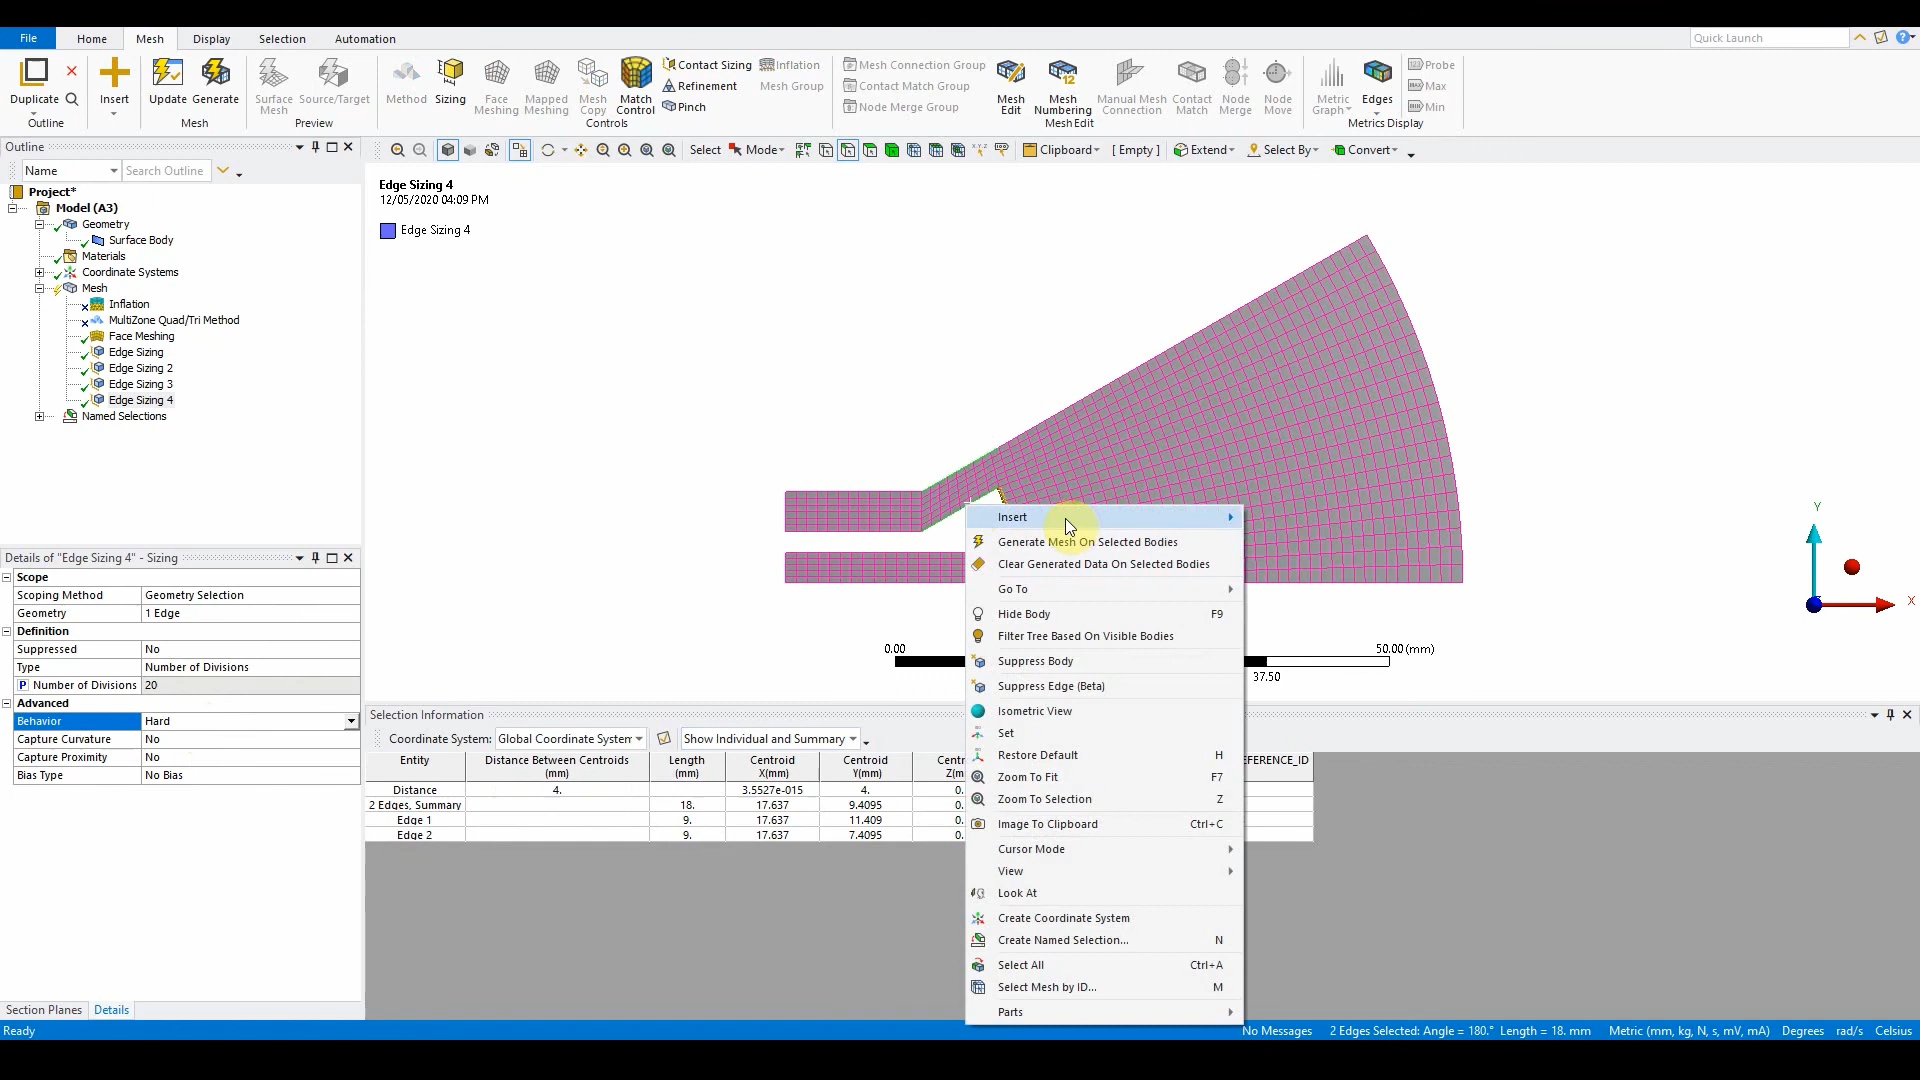 File
Home
Mesh
Display
Selection
Automation
Quick Launch
Duplicate
Outline
Insert
Update
Generate
Mesh
Surface
Mesh
Source/Target
Preview
Method
Sizing
Face
Meshing
Mapped
Meshing
Mesh
Copy
Match
Control
Contact Sizing
Refinement
Pinch
Inflation
Mesh Group
Controls
Mesh Connection Group
Contact Match Group
Node Merge Group
Mesh
Edit
Mesh
Numbering
Manual Mesh
Connection
Contact
Match
Node
Merge
Node
Move
Mesh Edit
Metric
Graph
Edges
Probe
Max
Min
Metrics Display
Outline
Name
Search Outline
Select
Mode
Clipboard
[ Empty ]
Extend
Select By
Convert
Project*
Model (A3)
Geometry
Surface Body
Materials
Coordinate Systems
Mesh
Inflation
MultiZone Quad/Tri Method
Face Meshing
Edge Sizing
Edge Sizing 2
Edge Sizing 3
Edge Sizing 4
Named Selections
Edge Sizing 4
12/05/2020 04:09 PM
Edge Sizing 4
Insert
Generate Mesh On Selected Bodies
Clear Generated Data On Selected Bodies
Go To
Hide Body F9
Filter Tree Based On Visible Bodies
Suppress Body
Suppress Edge (Beta)
Isometric View
Set
Restore Default H
Zoom To Fit F7
Zoom To Selection Z
Image To Clipboard Ctrl+C
Cursor Mode
View
Look At
Create Coordinate System
Create Named Selection... N
Select All Ctrl+A
Select Mesh by ID... M
Parts
0.00
50.00 (mm)
37.50
Y
X
Details of "Edge Sizing 4" - Sizing
Scope
Scoping Method Geometry Selection
Geometry 1 Edge
Definition
Suppressed No
Type Number of Divisions
P Number of Divisions 20
Advanced
Behavior Hard
Capture Curvature No
Capture Proximity No
Bias Type No Bias
Section Planes Details
Selection Information
Coordinate System: Global Coordinate System
Show Individual and Summary
Entity
Distance Between Centroids
(mm)
Length
(mm)
Centroid
X(mm)
Centroid
Y(mm)
Centr
Z(m
EFERENCE_ID
Distance 4. 3.5527e-015 4. 0.
2 Edges, Summary 18. 17.637 9.4095 0.
Edge 1 9. 17.637 11.409 0.
Edge 2 9. 17.637 7.4095 0.
Ready
No Messages
2 Edges Selected: Angle = 180.° Length = 18. mm
Metric (mm, kg, N, s, mV, mA)
Degrees
rad/s
Celsius